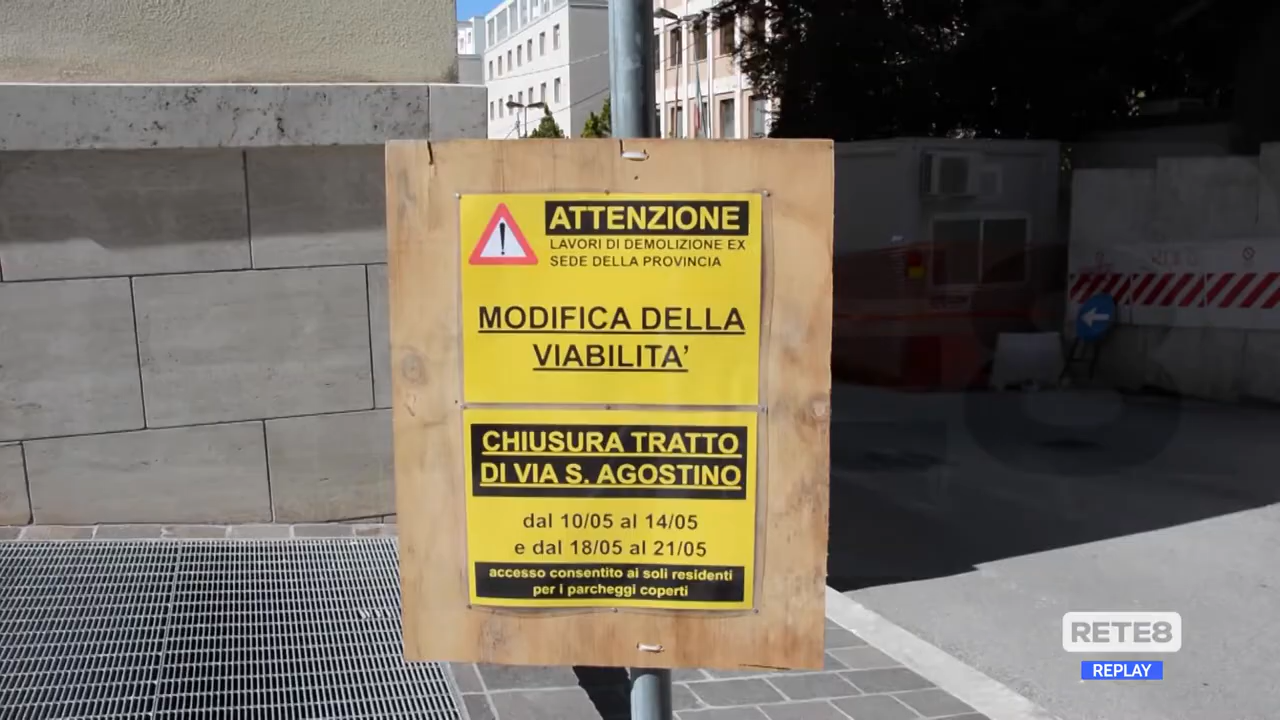 ATTENZIONE
LAVORI DI DEMOLIZIONE EX
SEDE DELLA PROVINCIA
MODIFICA DELLA
VIABILITA’
CHIUSURA TRATTO
DI VIA S. AGOSTINO
dal 10/05 al 14/05
e dal 18/05 al 21/05
accesso consentito ai soli residenti
per i parcheggi coperti
RETE8
REPLAY